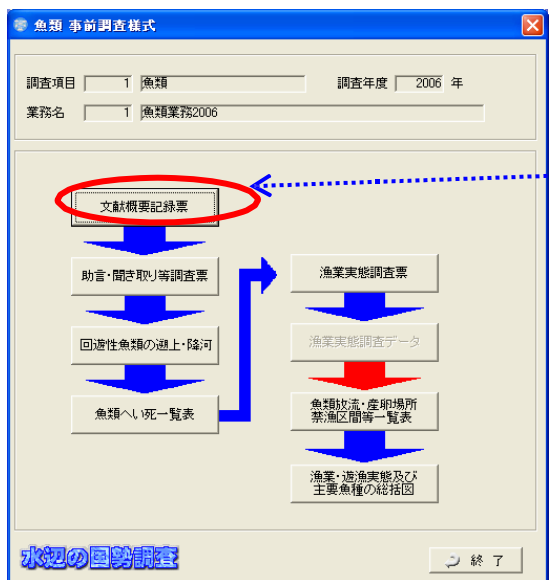 魚類 事前調査様式
調査項目 1 魚類 調査年度 2006 年
業務名 1 魚類業務2006
文献概要記録票
助言・聞き取り等調査票
回遊性魚類の遡上・降河
魚類へい死一覧表
漁業実態調査票
漁業実態調査データ
魚類放流・産卵場所
禁漁区間等一覧表
漁業・遊漁実態及び
主要魚種の総括図
水辺の国勢調査
終 了